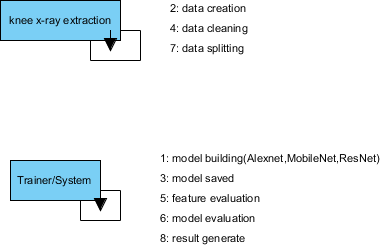 knee x-ray extraction
2: data creation
4: data cleaning
7: data splitting
Trainer/System
1: model building(Alexnet,MobileNet,ResNet)
3: model saved
5: feature evaluation
6: model evaluation
8: result generate